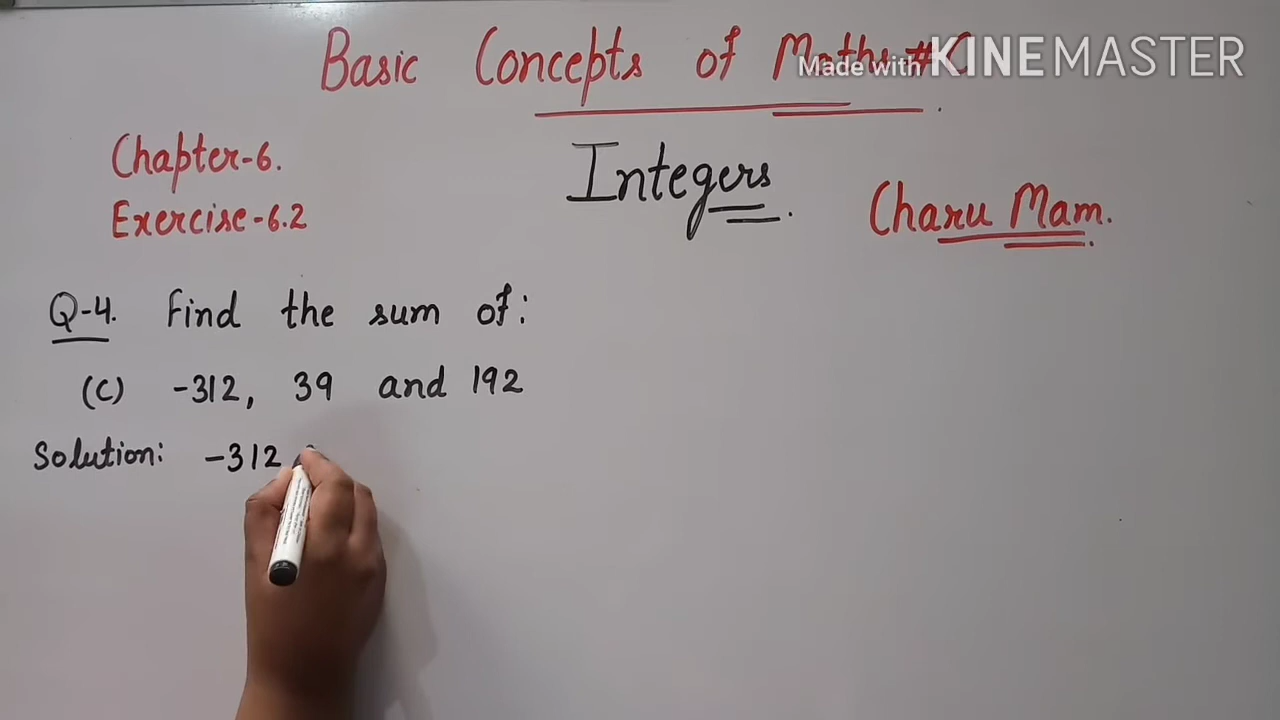 Basic Concepts of Maths #
Made with KINEMASTER
Chapter-6.
Integers
Exercise-6.2
Charu Mam.
Q-4. Find the sum of:
(C) -312, 39 and 192
Solution: -312